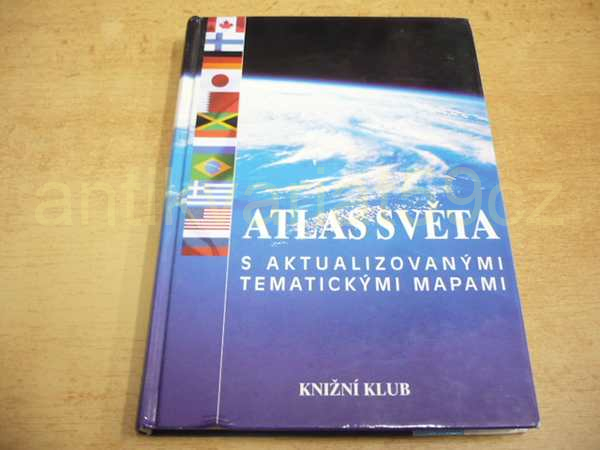 ATLAS SVĚTA
S AKTUALIZOVANÝMI
TEMATICKÝMI MAPAMI
KNIŽNÍ KLUB